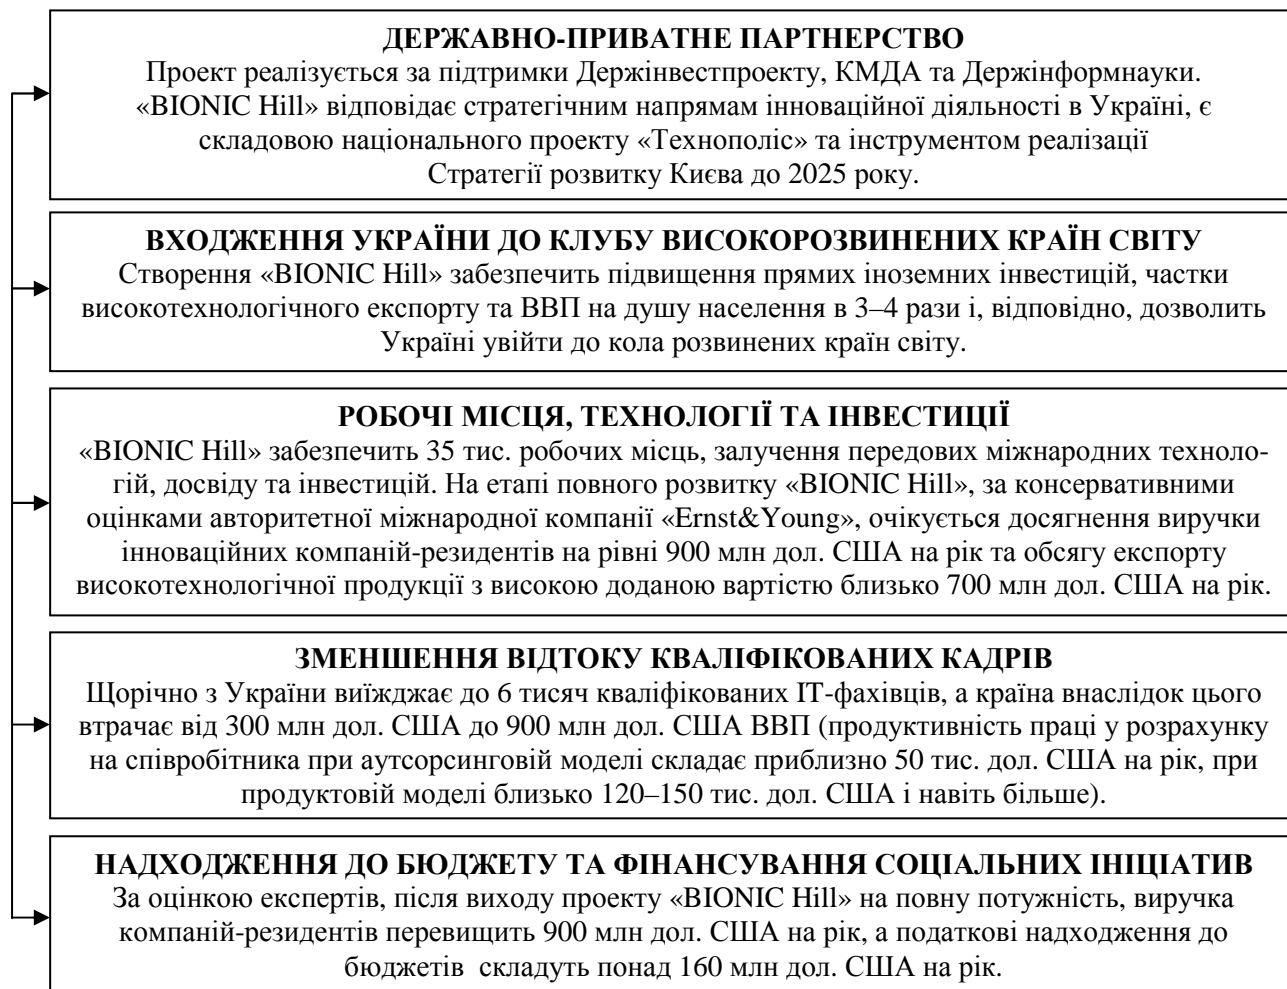 ДЕРЖАВНО-ПРИВАТНЕ ПАРТНЕРСТВО
Проект реалізується за підтримки Держінвестпроекту, КМДА та Держінформнауки.
«BIONIC Hill» відповідає стратегічним напрямам інноваційної діяльності в Україні, є
складовою національного проекту «Технополіс» та інструментом реалізації
Стратегії розвитку Києва до 2025 року.
ВХОДЖЕННЯ УКРАЇНИ ДО КЛУБУ ВИСОКОРОЗВИНЕНИХ КРАЇН СВІТУ
Створення «BIONIC Hill» забезпечить підвищення прямих іноземних інвестицій, частки
високотехнологічного експорту та ВВП на душу населення в 3–4 рази і, відповідно, дозволить
Україні увійти до кола розвинених країн світу.
РОБОЧІ МІСЦЯ, ТЕХНОЛОГІЇ ТА ІНВЕСТИЦІЇ
«BIONIC Hill» забезпечить 35 тис. робочих місць, залучення передових міжнародних техноло-
гій, досвіду та інвестицій. На етапі повного розвитку «BIONIC Hill», за консервативними
оцінками авторитетної міжнародної компанії «Ernst&Young», очікується досягнення виручки
інноваційних компаній-резидентів на рівні 900 млн дол. США на рік та обсягу експорту
високотехнологічної продукції з високою доданою вартістю близько 700 млн дол. США на рік.
ЗМЕНШЕННЯ ВІДТОКУ КВАЛІФІКОВАНИХ КАДРІВ
Щорічно з України виїжджає до 6 тисяч кваліфікованих ІТ-фахівців, а країна внаслідок цього
втрачає від 300 млн дол. США до 900 млн дол. США ВВП (продуктивність праці у розрахунку
на співробітника при аутсорсинговій моделі складає приблизно 50 тис. дол. США на рік, при
продуктовій моделі близько 120–150 тис. дол. США і навіть більше).
НАДХОДЖЕННЯ ДО БЮДЖЕТУ ТА ФІНАНСУВАННЯ СОЦІАЛЬНИХ ІНІЦІАТИВ
За оцінкою експертів, після виходу проекту «BIONIC Hill» на повну потужність, виручка
компаній-резидентів перевищить 900 млн дол. США на рік, а податкові надходження до
бюджетів складуть понад 160 млн дол. США на рік.